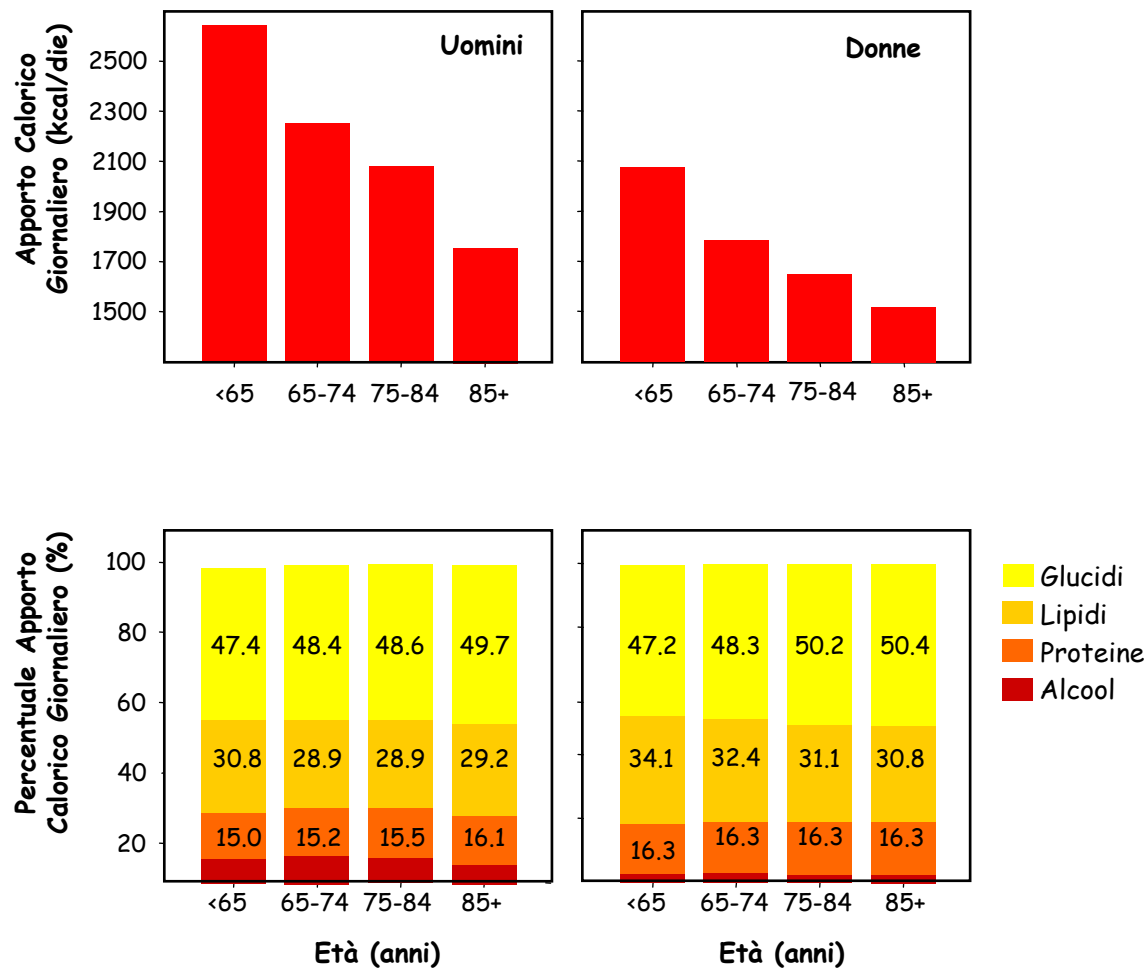 Apporto Calorico
Giornaliero (kcal/die)
Uomini
2500
2300
2100
1900
1700
1500
<65 65-74 75-84 85+
Donne
<65 65-74 75-84 85+
Percentuale Apporto
Calorico Giornaliero (%)
100
80
60
40
20
47.4 48.4 48.6 49.7
30.8 28.9 28.9 29.2
15.0 15.2 15.5 16.1
<65 65-74 75-84 85+
Età (anni)
47.2 48.3 50.2 50.4
34.1 32.4 31.1 30.8
16.3 16.3 16.3 16.3
<65 65-74 75-84 85+
Età (anni)
Glucidi
Lipidi
Proteine
Alcool